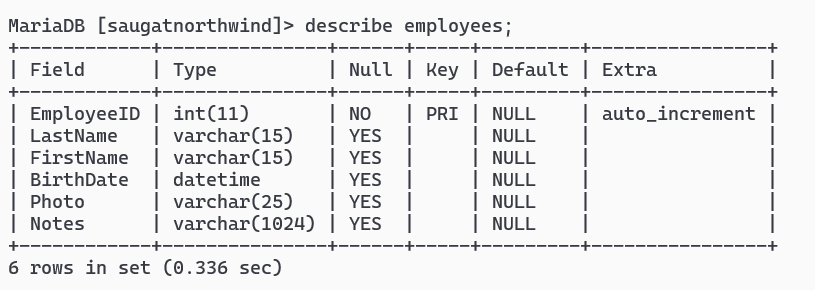 MariaDB [saugatnorthwind]> describe employees;
+------------+---------------+------+-----+---------+----------------+
| Field      | Type          | Null | Key | Default | Extra          |
+------------+---------------+------+-----+---------+----------------+
| EmployeeID | int(11)       | NO   | PRI | NULL    | auto_increment |
| LastName   | varchar(15)   | YES  |     | NULL    |                |
| FirstName  | varchar(15)   | YES  |     | NULL    |                |
| BirthDate  | datetime      | YES  |     | NULL    |                |
| Photo      | varchar(25)   | YES  |     | NULL    |                |
| Notes      | varchar(1024) | YES  |     | NULL    |                |
+------------+---------------+------+-----+---------+----------------+
6 rows in set (0.336 sec)